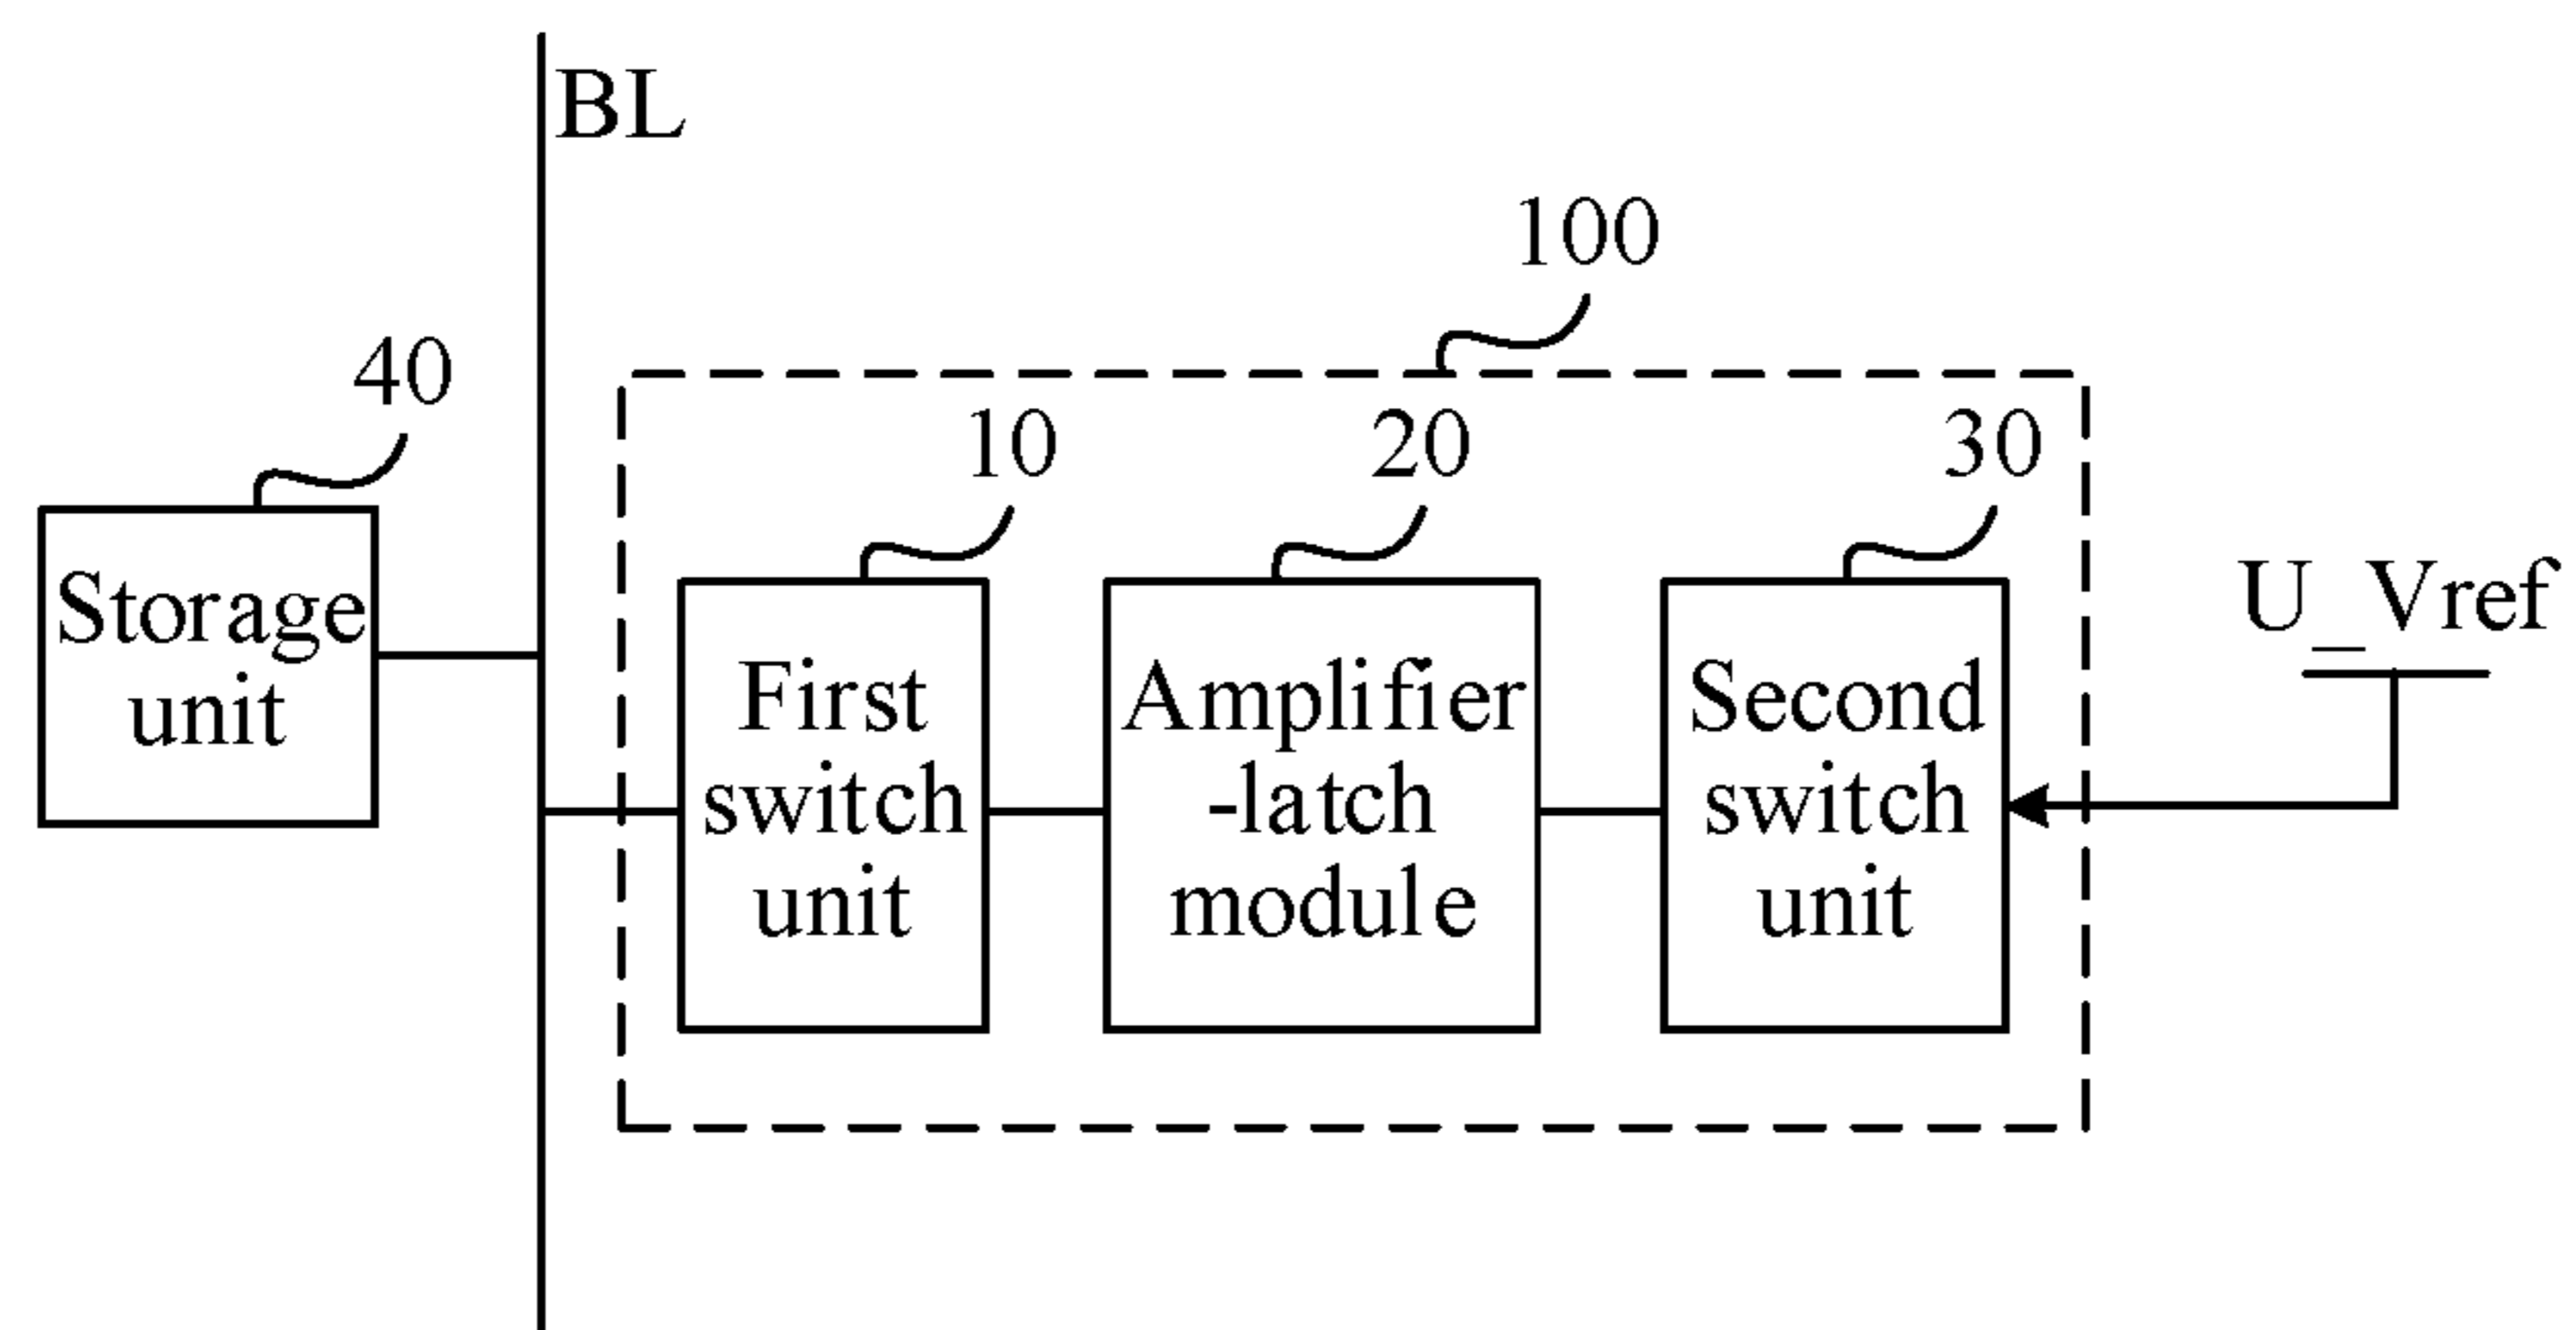 BL
100
40
10
20
30
Storage
unit
U_Vref
First
switch
unit
Amplifier
-latch
module
Second
switch
unit